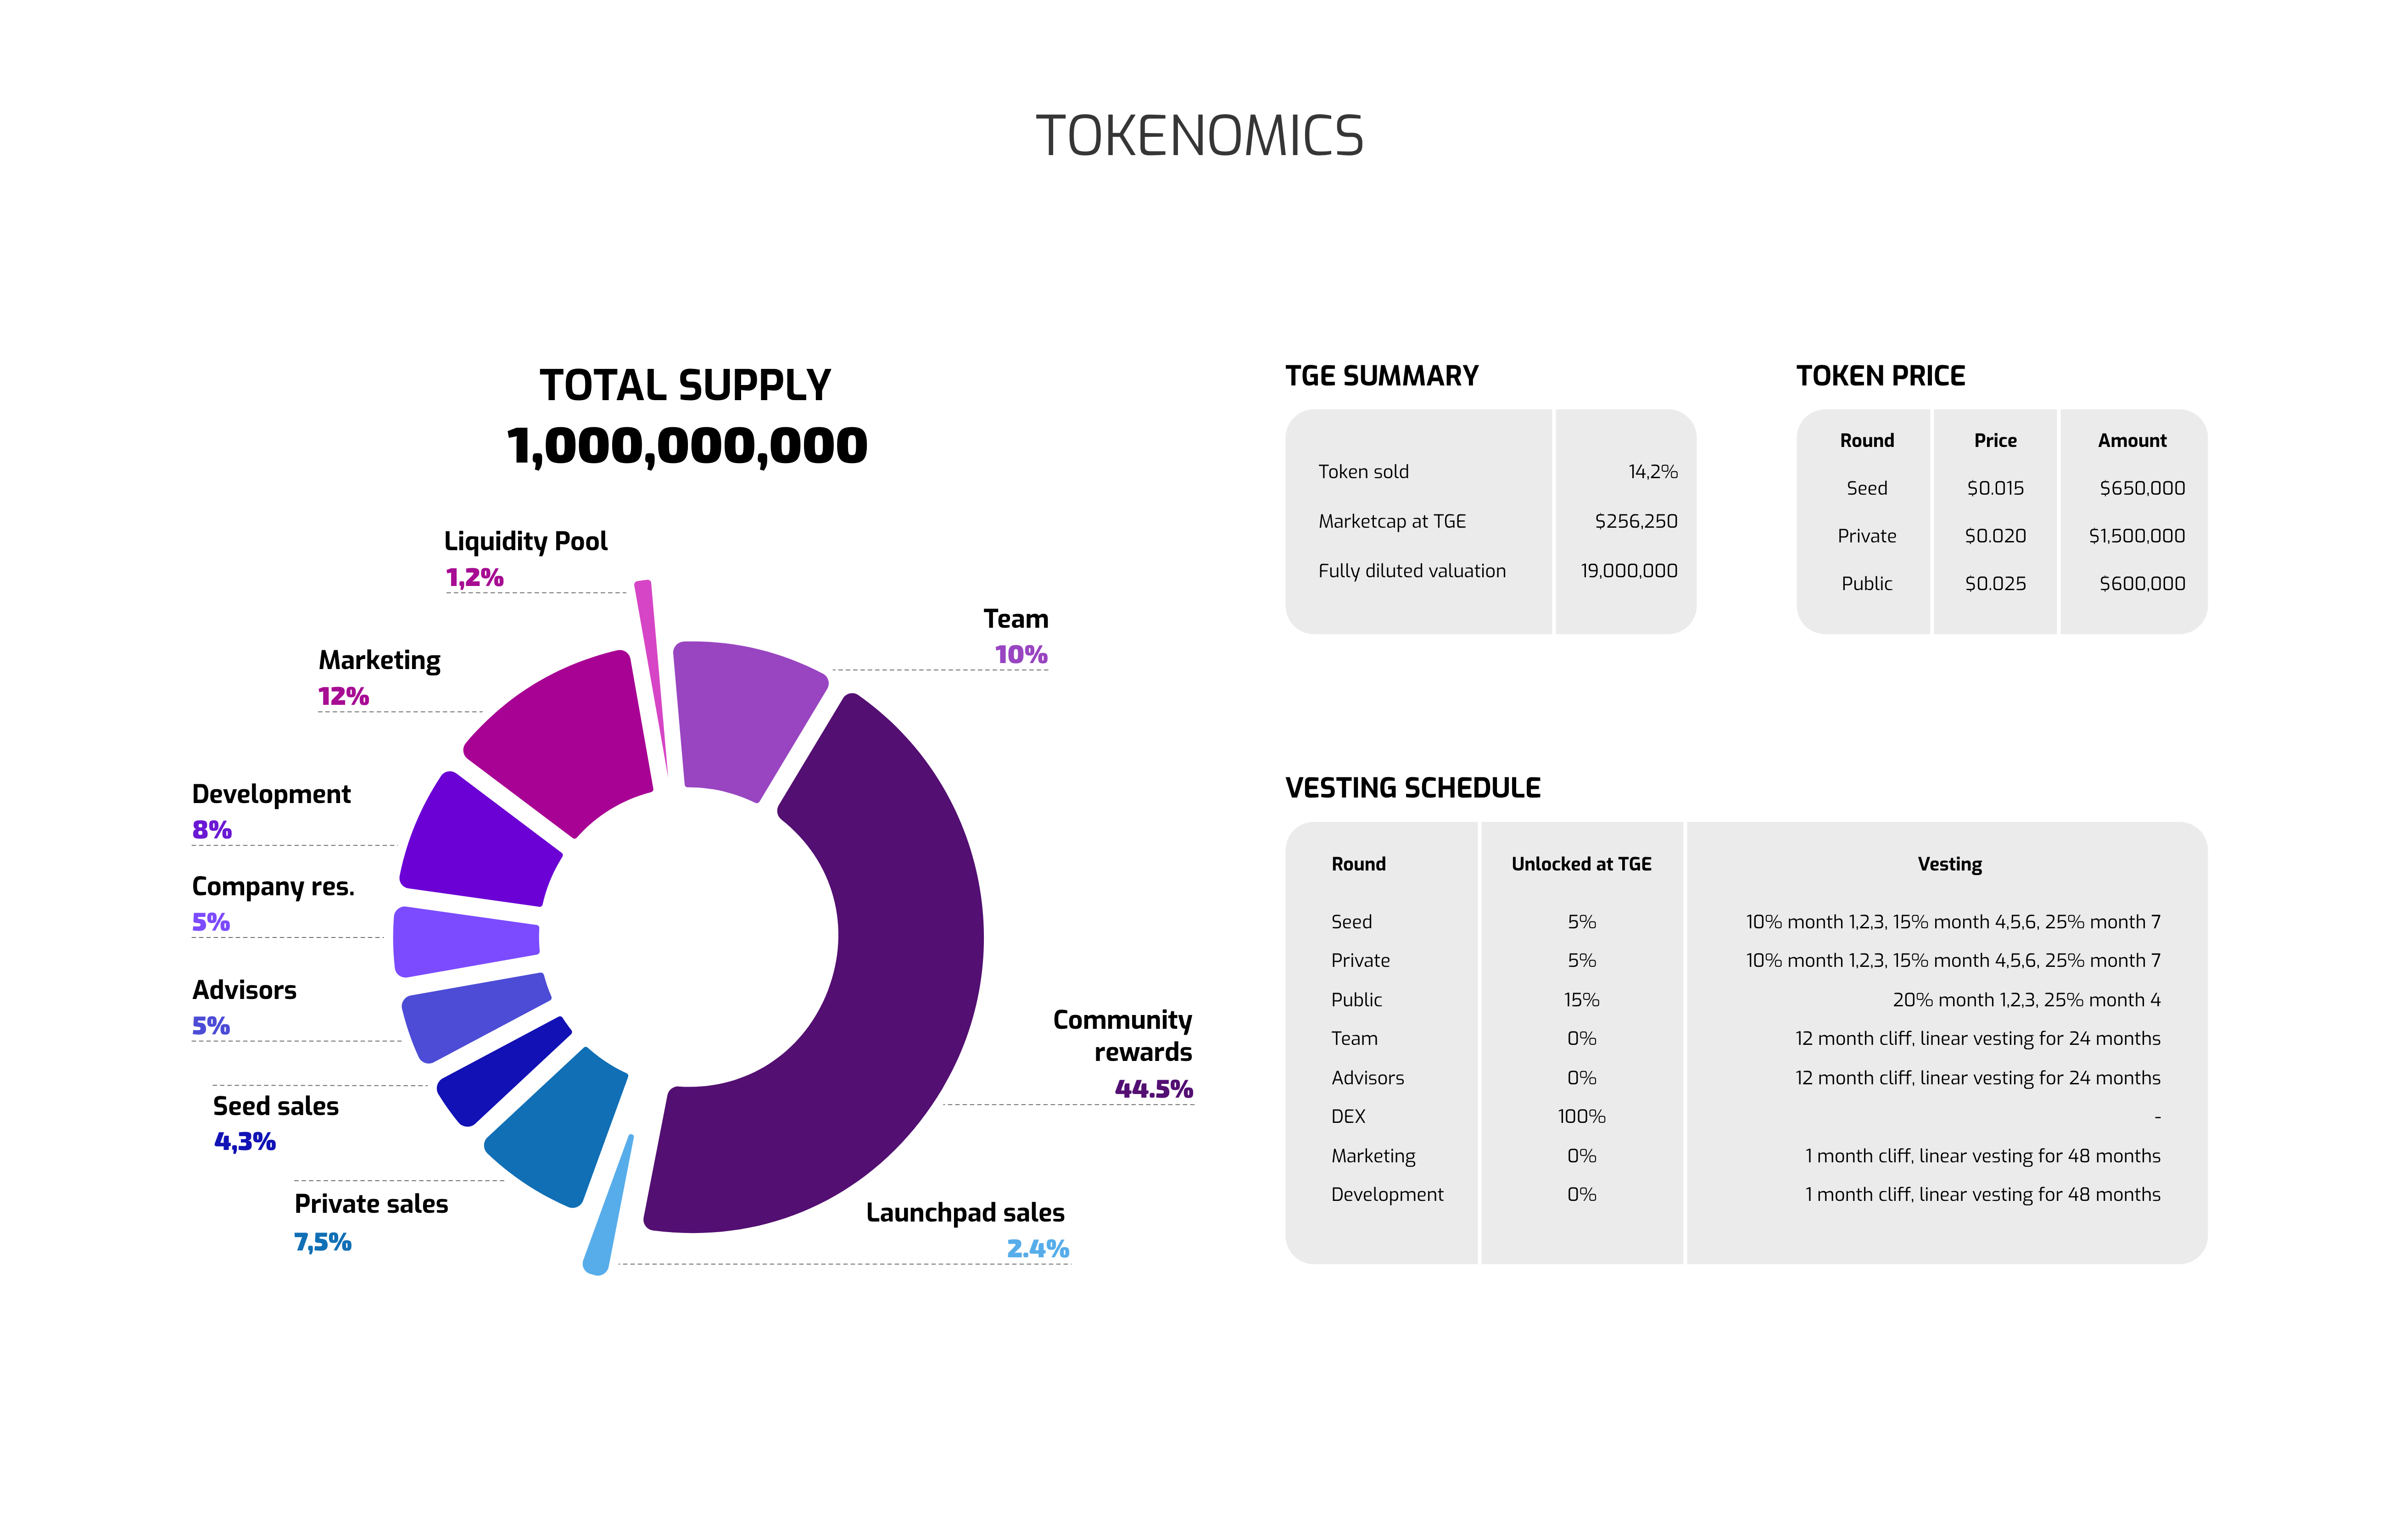 TOKENOMICS
TOTAL SUPPLY
1,000,000,000
Liquidity Pool
1,2%
Team
10%
Marketing
12%
Development
8%
Company res.
5%
Advisors
5%
Community
rewards
44.5%
Seed sales
4,3%
Private sales
7,5%
Launchpad sales
2.4%
TGE SUMMARY
Token sold 14,2%
Marketcap at TGE $256,250
Fully diluted valuation 19,000,000
TOKEN PRICE
Round Price Amount
Seed $0.015 $650,000
Private $0.020 $1,500,000
Public $0.025 $600,000
VESTING SCHEDULE
Round Unlocked at TGE Vesting
Seed 5% 10% month 1,2,3, 15% month 4,5,6, 25% month 7
Private 5% 10% month 1,2,3, 15% month 4,5,6, 25% month 7
Public 15% 20% month 1,2,3, 25% month 4
Team 0% 12 month cliff, linear vesting for 24 months
Advisors 0% 12 month cliff, linear vesting for 24 months
DEX 100% -
Marketing 0% 1 month cliff, linear vesting for 48 months
Development 0% 1 month cliff, linear vesting for 48 months